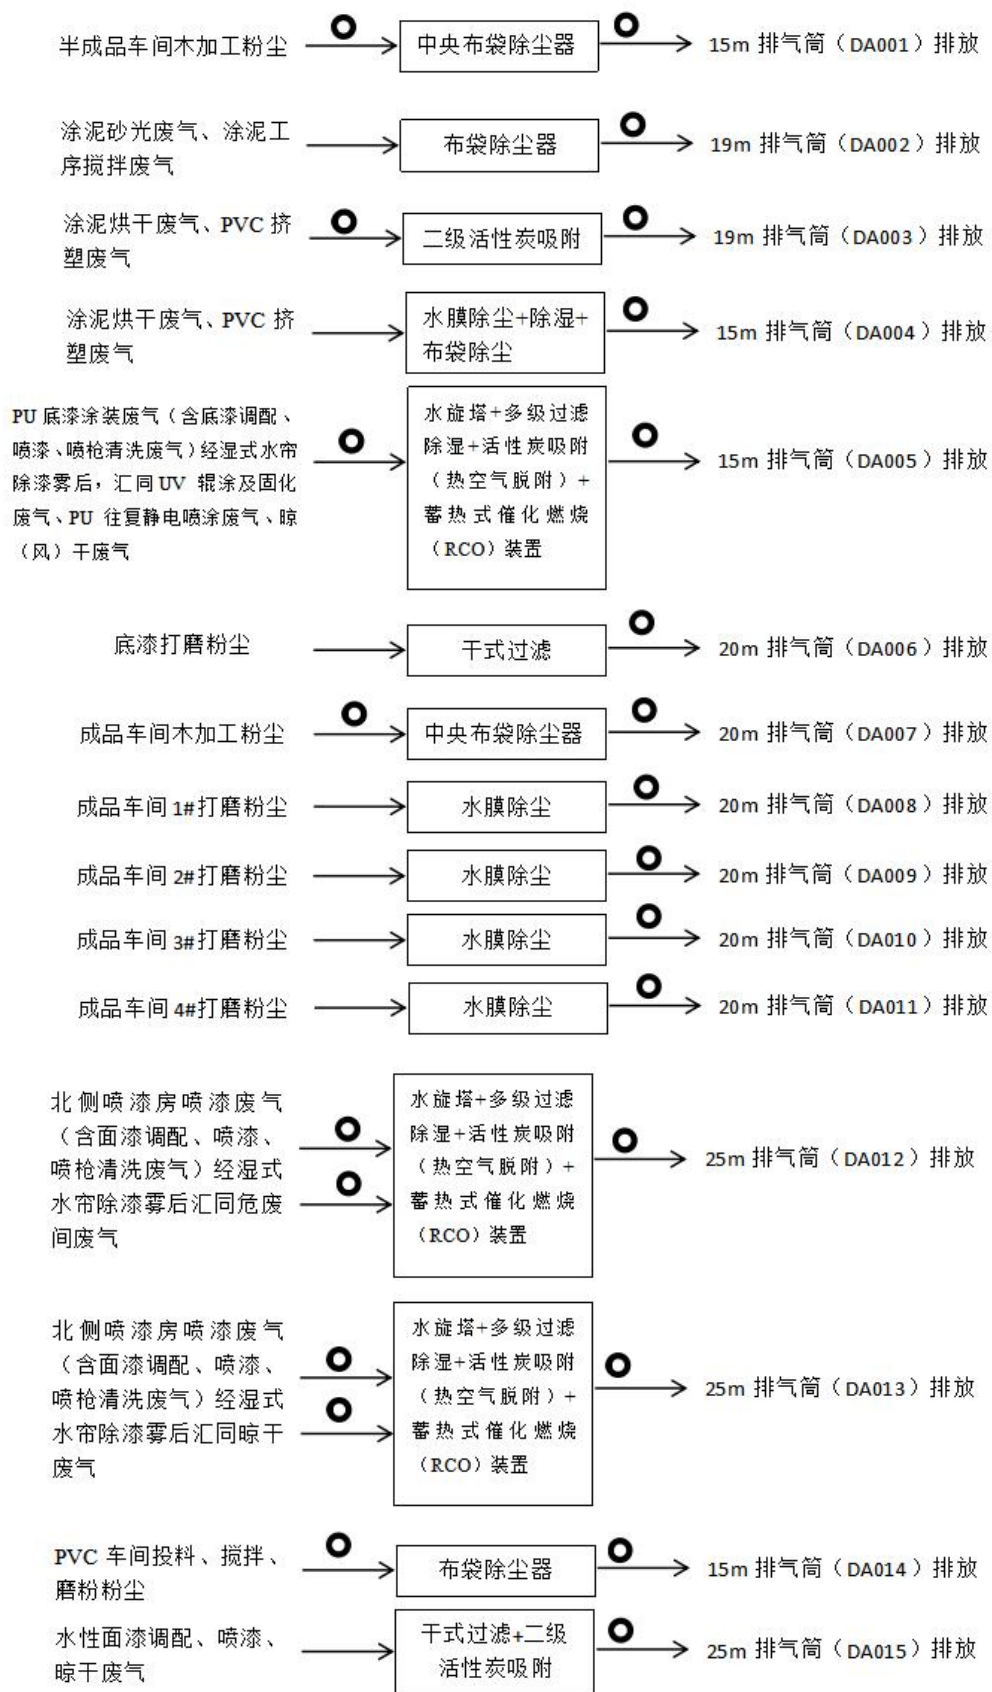 半成品车间木加工粉尘
中央布袋除尘器
15m 排气筒（DA001）排放
涂泥砂光废气、涂泥工
序搅拌废气
布袋除尘器
19m 排气筒（DA002）排放
涂泥烘干废气、PVC 挤
塑废气
二级活性炭吸附
19m 排气筒（DA003）排放
涂泥烘干废气、PVC 挤
塑废气
水膜除尘+除湿+
布袋除尘
15m 排气筒（DA004）排放
PU 底漆涂装废气（含底漆调配、
喷漆、喷枪清洗废气）经湿式水帘
除漆雾后，汇同 UV 辊涂及固化
废气、PU 往复静电喷涂废气、晾
（风）干废气
水旋塔+多级过滤
除湿+活性炭吸附
（热空气脱附）+
蓄热式催化燃烧
（RCO）装置
15m 排气筒（DA005）排放
底漆打磨粉尘
干式过滤
20m 排气筒（DA006）排放
成品车间木加工粉尘
中央布袋除尘器
20m 排气筒（DA007）排放
成品车间 1#打磨粉尘
水膜除尘
20m 排气筒（DA008）排放
成品车间 2#打磨粉尘
水膜除尘
20m 排气筒（DA009）排放
成品车间 3#打磨粉尘
水膜除尘
20m 排气筒（DA010）排放
成品车间 4#打磨粉尘
水膜除尘
20m 排气筒（DA011）排放
北侧喷漆房喷漆废气
（含面漆调配、喷漆、
喷枪清洗废气）经湿式
水帘除漆雾后汇同危废
间废气
水旋塔+多级过滤
除湿+活性炭吸附
（热空气脱附）+
蓄热式催化燃烧
（RCO）装置
25m 排气筒（DA012）排放
北侧喷漆房喷漆废气
（含面漆调配、喷漆、
喷枪清洗废气）经湿式
水帘除漆雾后汇同晾干
废气
水旋塔+多级过滤
除湿+活性炭吸附
（热空气脱附）+
蓄热式催化燃烧
（RCO）装置
25m 排气筒（DA013）排放
PVC 车间投料、搅拌、
磨粉粉尘
布袋除尘器
15m 排气筒（DA014）排放
水性面漆调配、喷漆、
晾干废气
干式过滤+二级
活性炭吸附
25m 排气筒（DA015）排放